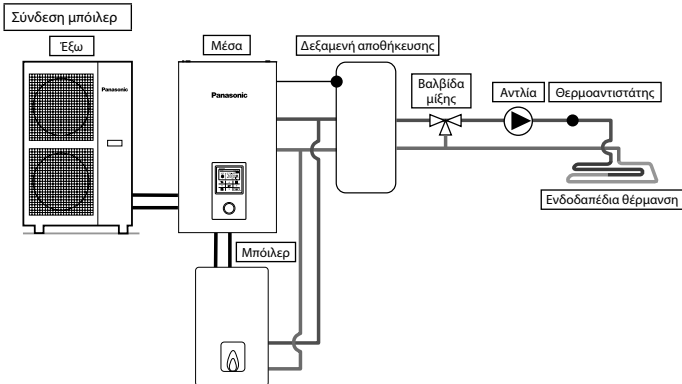 Σύνδεση μπόιλερ
Έξω
Μέσα
Δεξαμενή αποθήκευσης
Βαλβίδα
μίξης
Αντλία
Θερμοαντιστάτης
Panasonic
Panasonic
Ενδοδαπέδια θέρμανση
Μπόιλερ